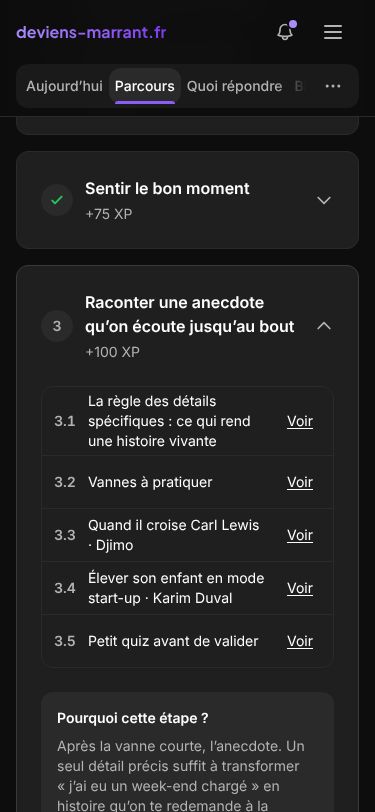 deviens-marrant.fr
Aujourd’hui Parcours Quoi répondre
Sentir le bon moment
+75 XP
3
Raconter une anecdote
qu’on écoute jusqu’au bout
+100 XP
3.1
La règle des détails
spécifiques : ce qui rend
une histoire vivante
Voir
3.2 Vannes à pratiquer Voir
3.3
Quand il croise Carl Lewis
· Djimo
Voir
3.4
Élever son enfant en mode
start-up · Karim Duval
Voir
3.5 Petit quiz avant de valider Voir
Pourquoi cette étape ?
Après la vanne courte, l’anecdote. Un
seul détail précis suffit à transformer
« j’ai eu un week-end chargé » en
histoire qu’on te redemande à la